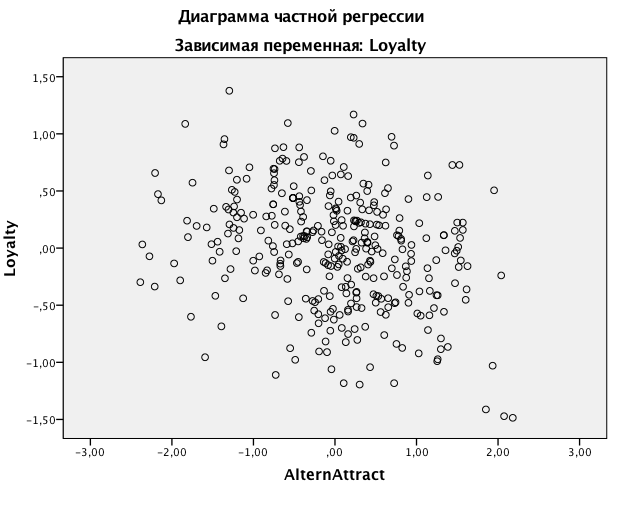 Диаграмма частной регрессии
Зависимая переменная: Loyalty
1,50
1,00
,50
,00
-,50
-1,00
-1,50
Loyalty
-3,00 -2,00 -1,00 ,00 1,00 2,00 3,00
AlternAttract